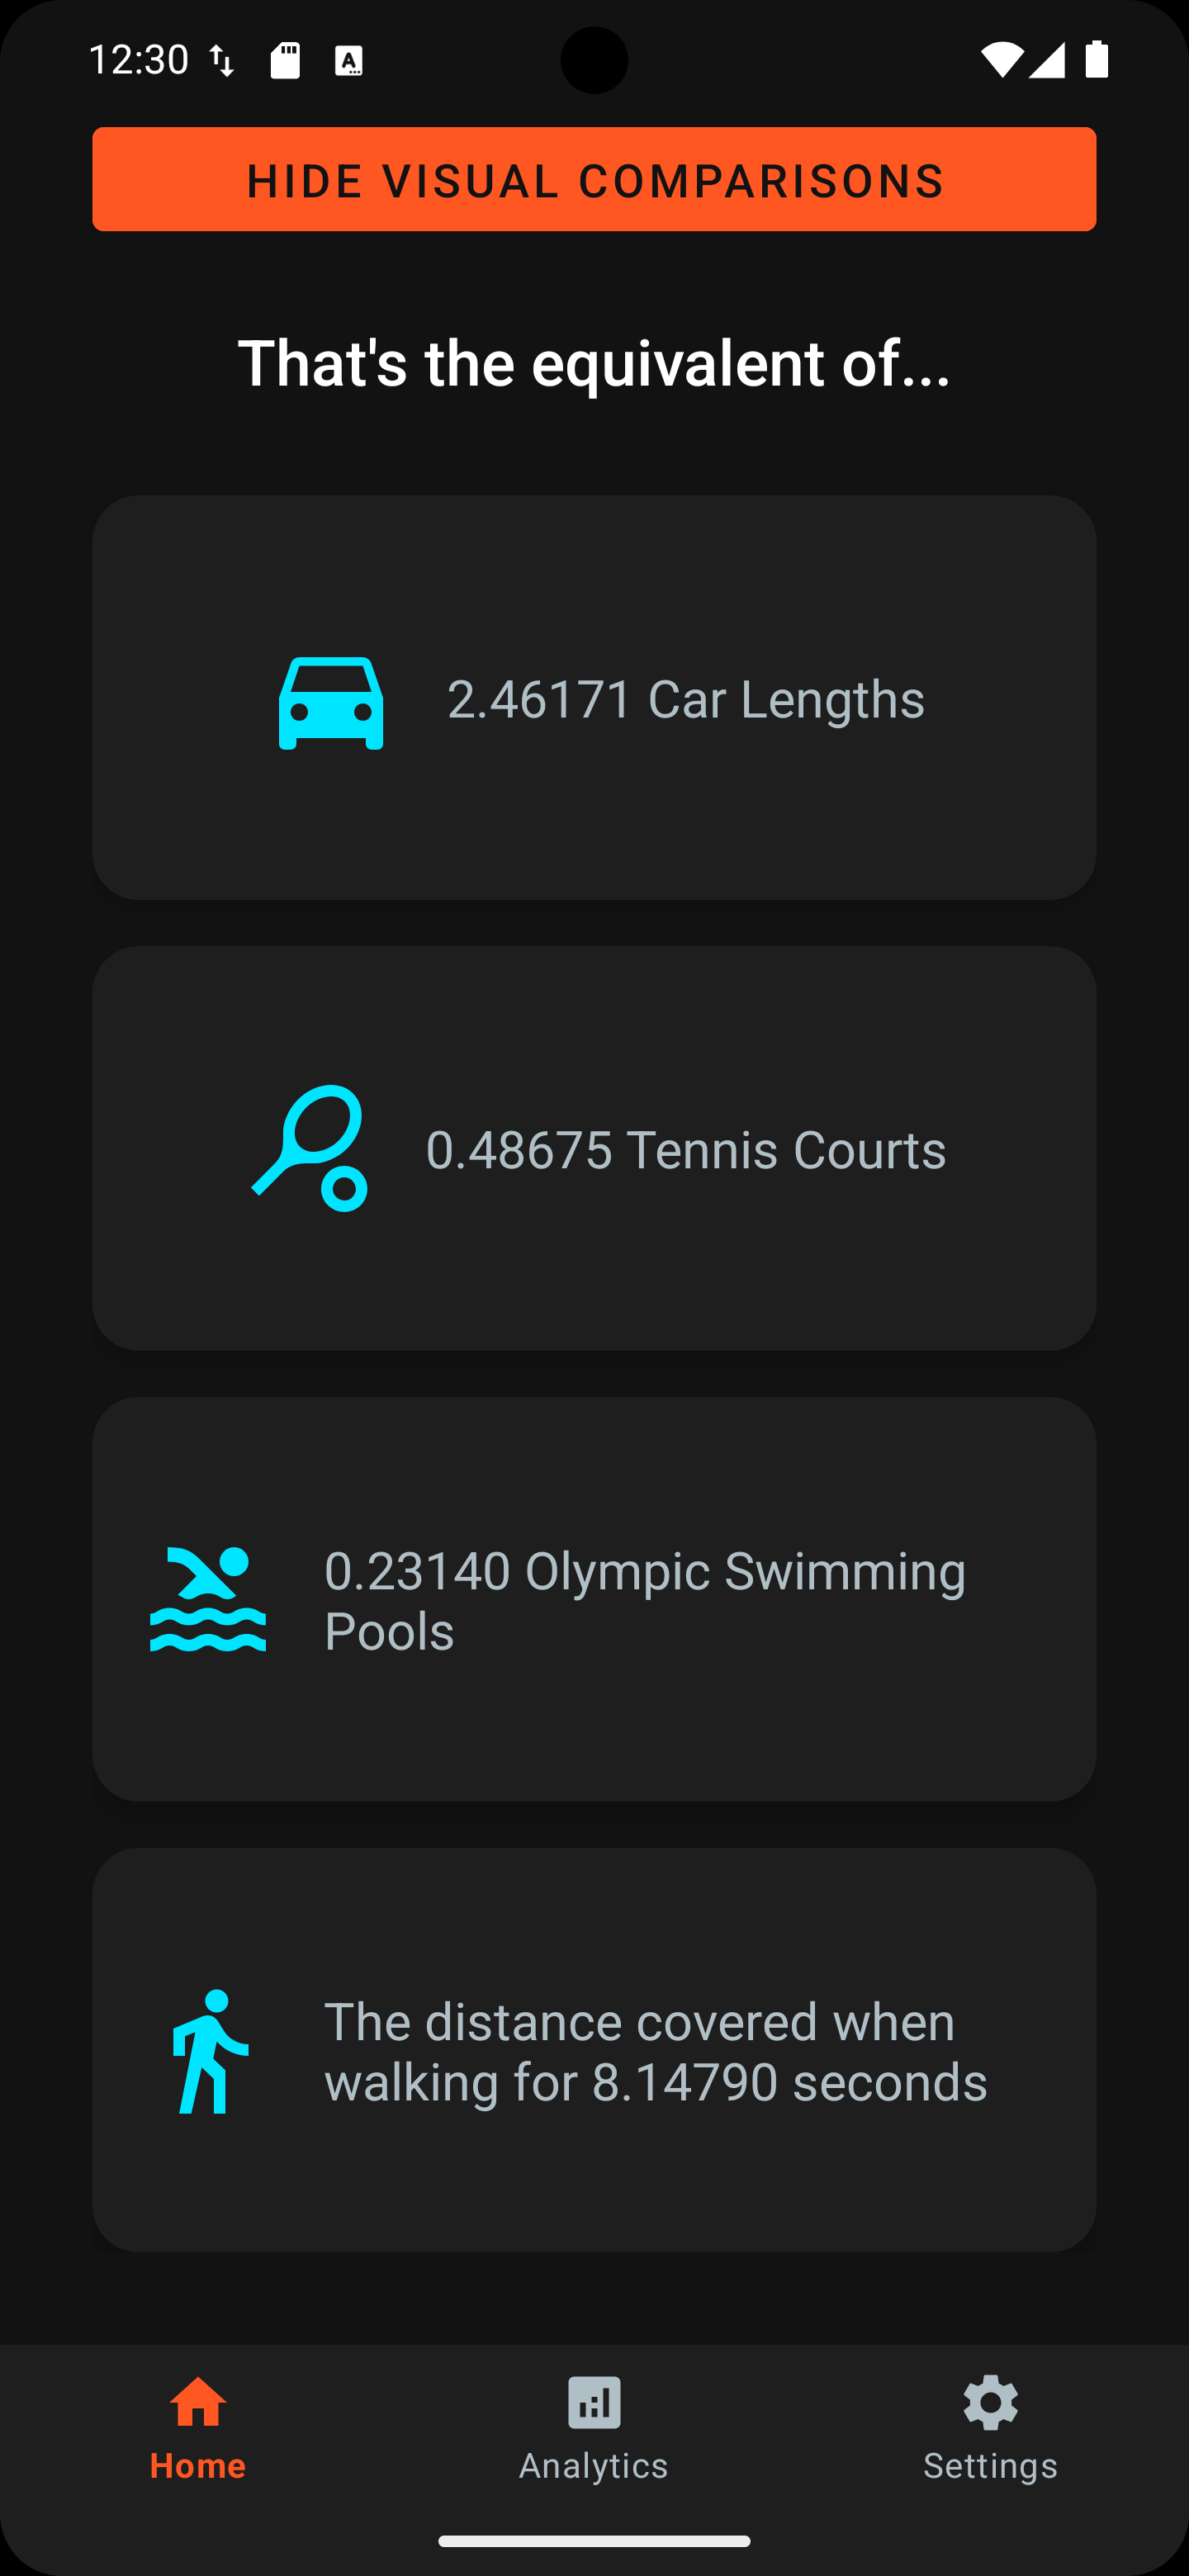 12:30
HIDE VISUAL COMPARISONS
That's the equivalent of...
2.46171 Car Lengths
0.48675 Tennis Courts
0.23140 Olympic Swimming
Pools
The distance covered when
walking for 8.14790 seconds
Home
Analytics
Settings